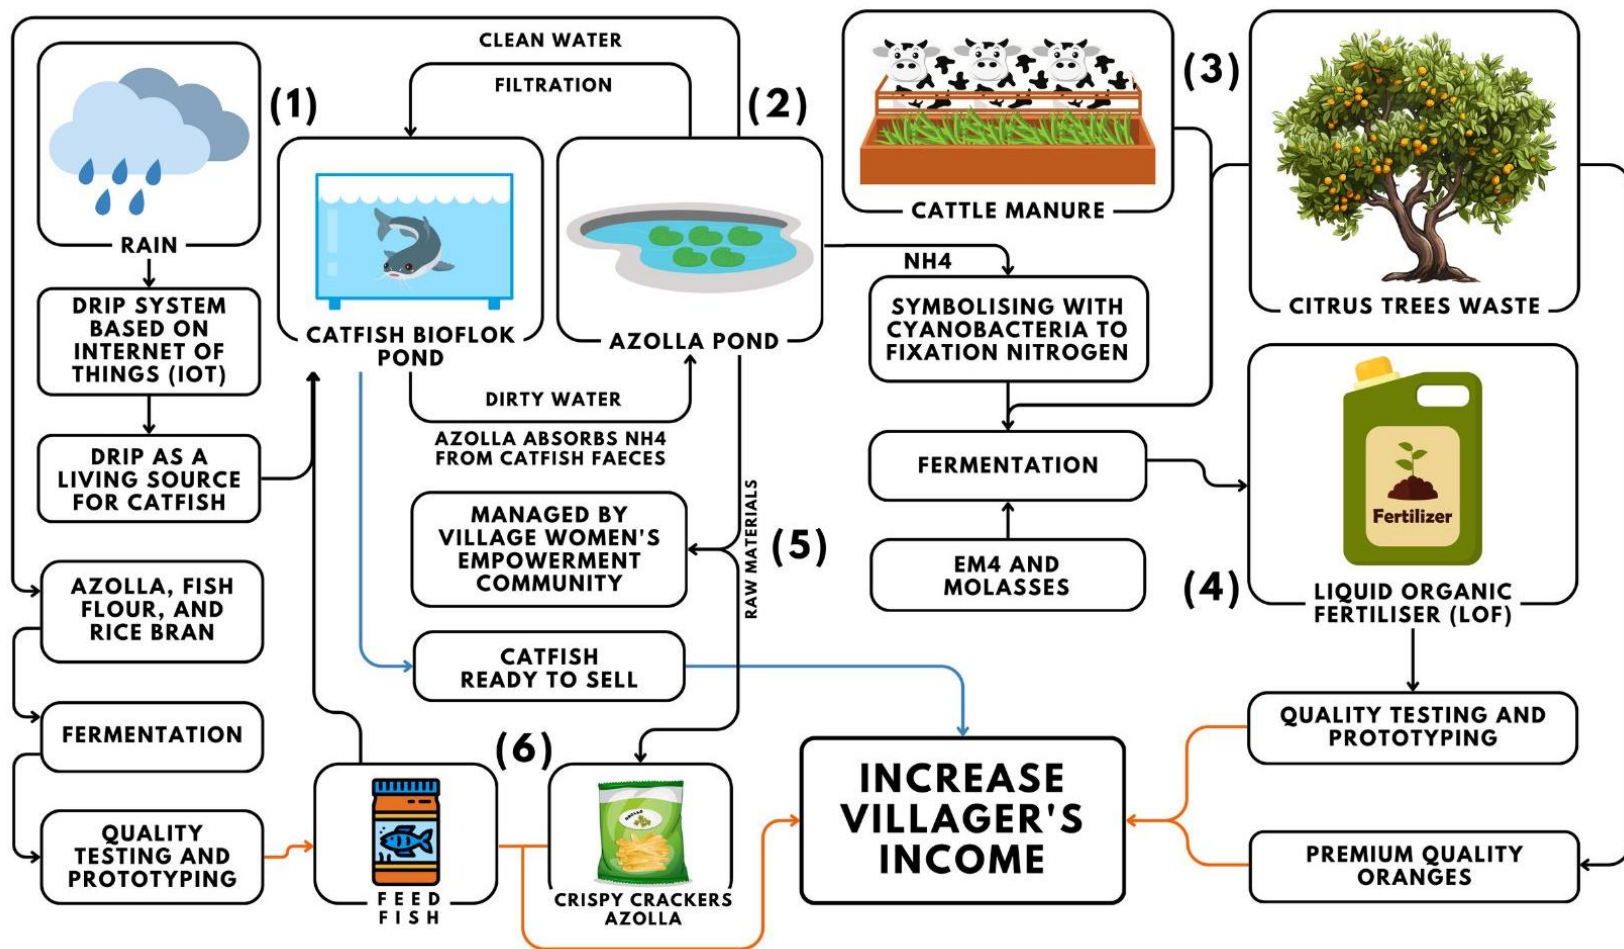 CLEAN WATER
FILTRATION
(1)
(2)
(3)
RAIN
CATTLE MANURE
DRIP SYSTEM
BASED ON
INTERNET OF
THINGS (IOT)
CATFISH BIOFLOK
POND
AZOLLA POND
NH4
SYMBOLISING WITH
CYANOBACTERIA TO
FIXATION NITROGEN
CITRUS TREES WASTE
DIRTY WATER
AZOLLA ABSORBS NH4
FROM CATFISH FAECES
DRIP AS A
LIVING SOURCE
FOR CATFISH
FERMENTATION
Fertilizer
MANAGED BY
VILLAGE WOMEN'S
EMPOWERMENT
COMMUNITY
RAW MATERIALS
(5)
EM4 AND
MOLASSES
(4)
LIQUID ORGANIC
FERTILISER (LOF)
AZOLLA, FISH
FLOUR, AND
RICE BRAN
CATFISH
READY TO SELL
FERMENTATION
(6)
QUALITY TESTING AND
PROTOTYPING
INCREASE
VILLAGER'S
INCOME
QUALITY
TESTING AND
PROTOTYPING
FEED
FISH
CRISPY CRACKERS
AZOLLA
PREMIUM QUALITY
ORANGES